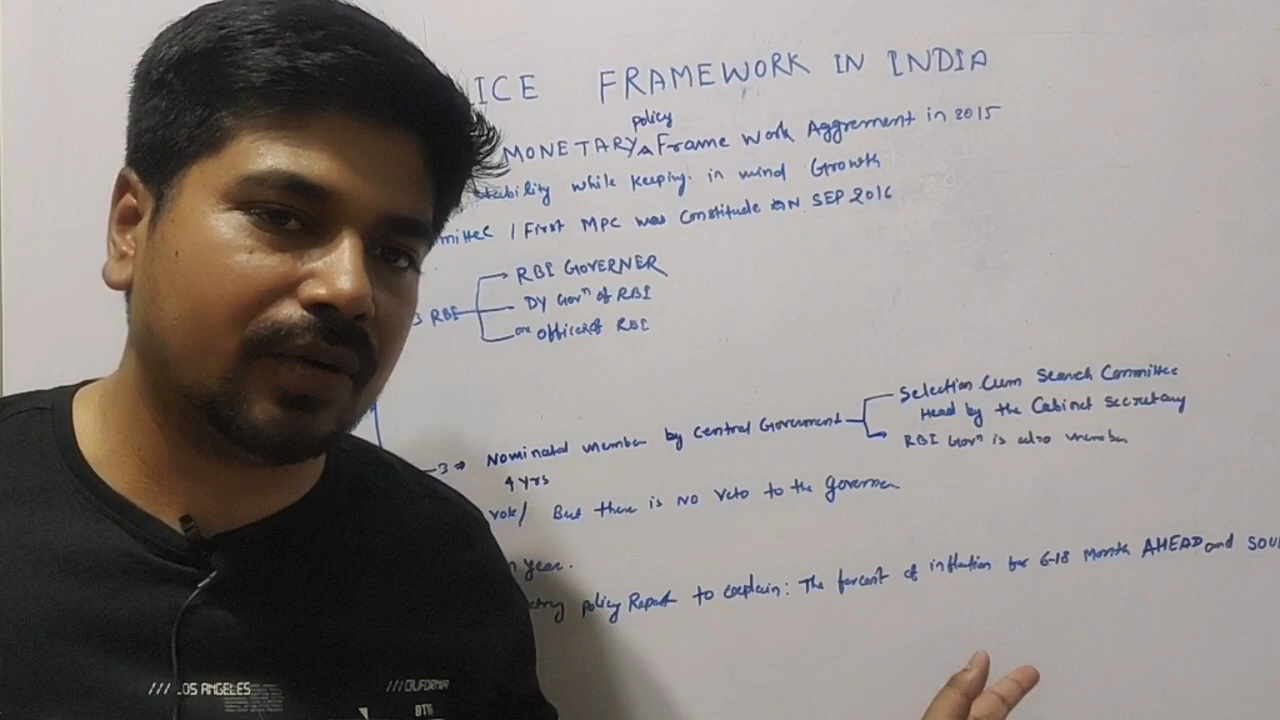 ICE FRAMEWORK IN INDIA
policy
MONETARY Frame Work Aggrement in 2015
stability while keeping in mind Growth
mmittee / First MPC was Constitude ON SEP 2016
RBI GOVERNER
3 RBI
DY Govⁿ of RBI
one officer of RBI
Selection Cum Search Committee
Head by the Cabinet Secretary
3 → Nominated member by central Government
RBI Govⁿ is also member
4 yrs
vote/ But there is NO Veto to the governer
n year.
policy Report to explain: The forcast of inflation for 6-18 Month AHEAD and SOU
/// LOS ANGELES
///CALIFORNIA